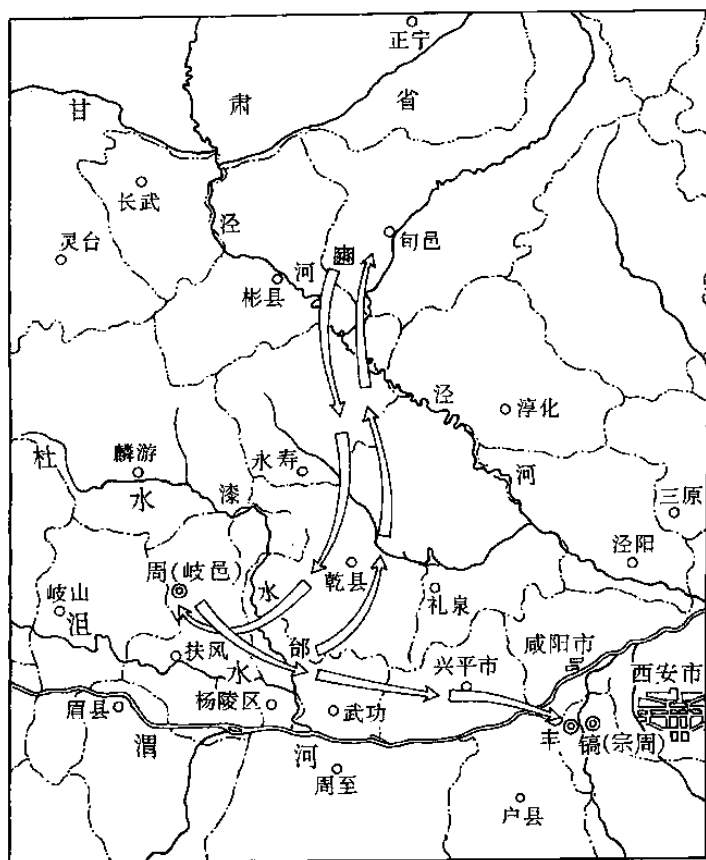 正宁
甘肃省
长武
泾河
旬邑
豳
灵台
彬县
泾河
淳化
杜水
麟游
永寿
漆水
三原
泾阳
周(岐邑)
乾县
岐山
礼泉
沮水
邰
扶风
咸阳市
兴平市
西安市
眉县
杨陵区
武功
渭河
丰
镐(宗周)
周至
户县